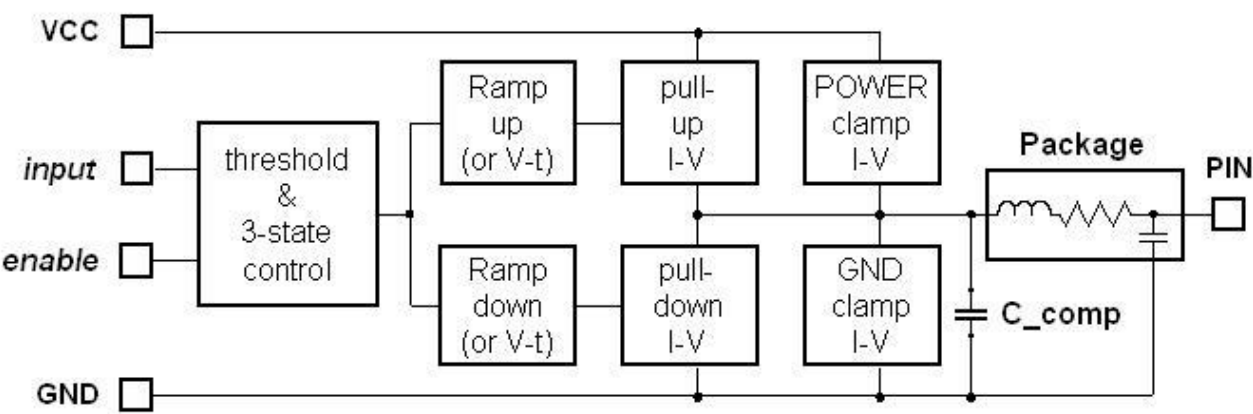 VCC
Ramp
up
(or V-t)
pull-
up
I-V
POWER
clamp
I-V
input
threshold
&
3-state
control
enable
Package
PIN
Ramp
down
(or V-t)
pull-
down
I-V
GND
clamp
I-V
C_comp
GND